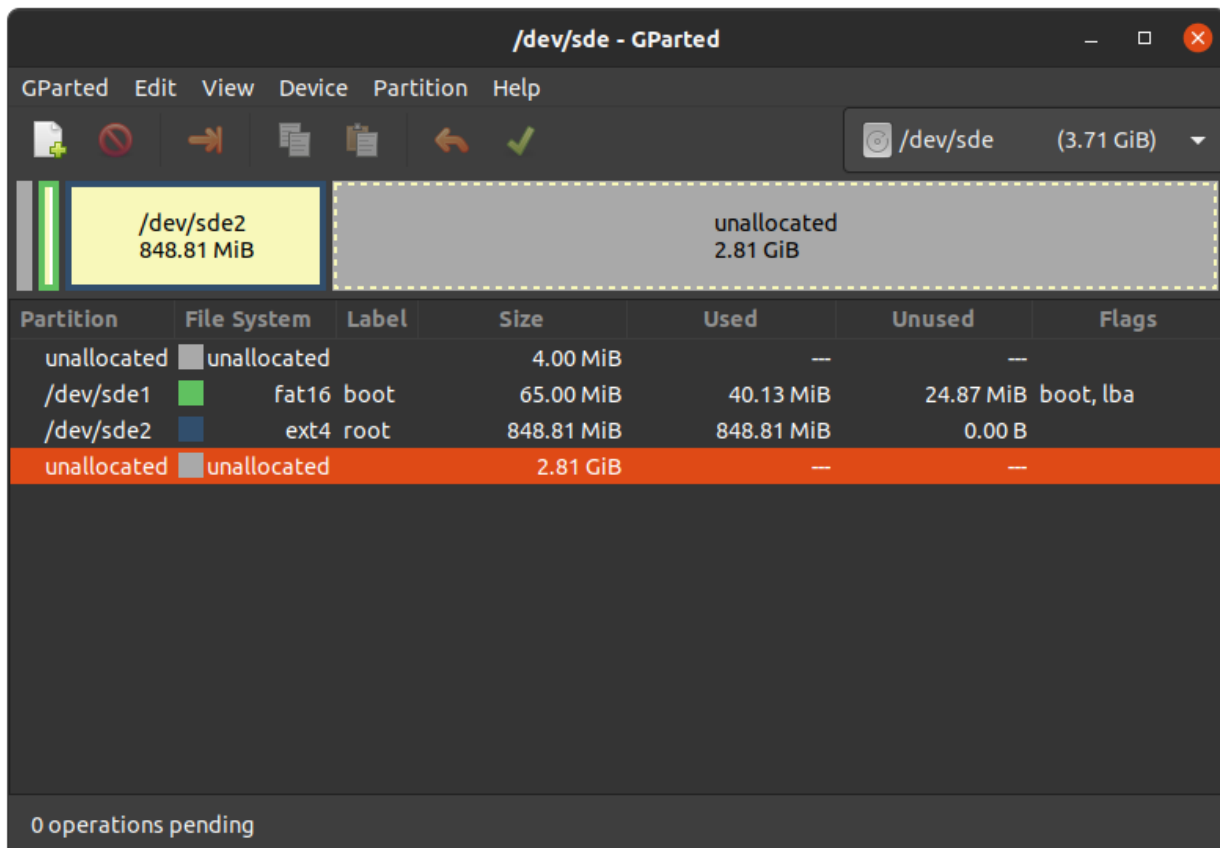 /dev/sde - GParted
GParted Edit View Device Partition Help
/dev/sde (3.71 GiB)
/dev/sde2
848.81 MiB
unallocated
2.81 GiB
Partition File System Label Size Used Unused Flags
unallocated unallocated 4.00 MiB --- ---
/dev/sde1 fat16 boot 65.00 MiB 40.13 MiB 24.87 MiB boot, lba
/dev/sde2 ext4 root 848.81 MiB 848.81 MiB 0.00 B
unallocated unallocated 2.81 GiB --- ---
0 operations pending